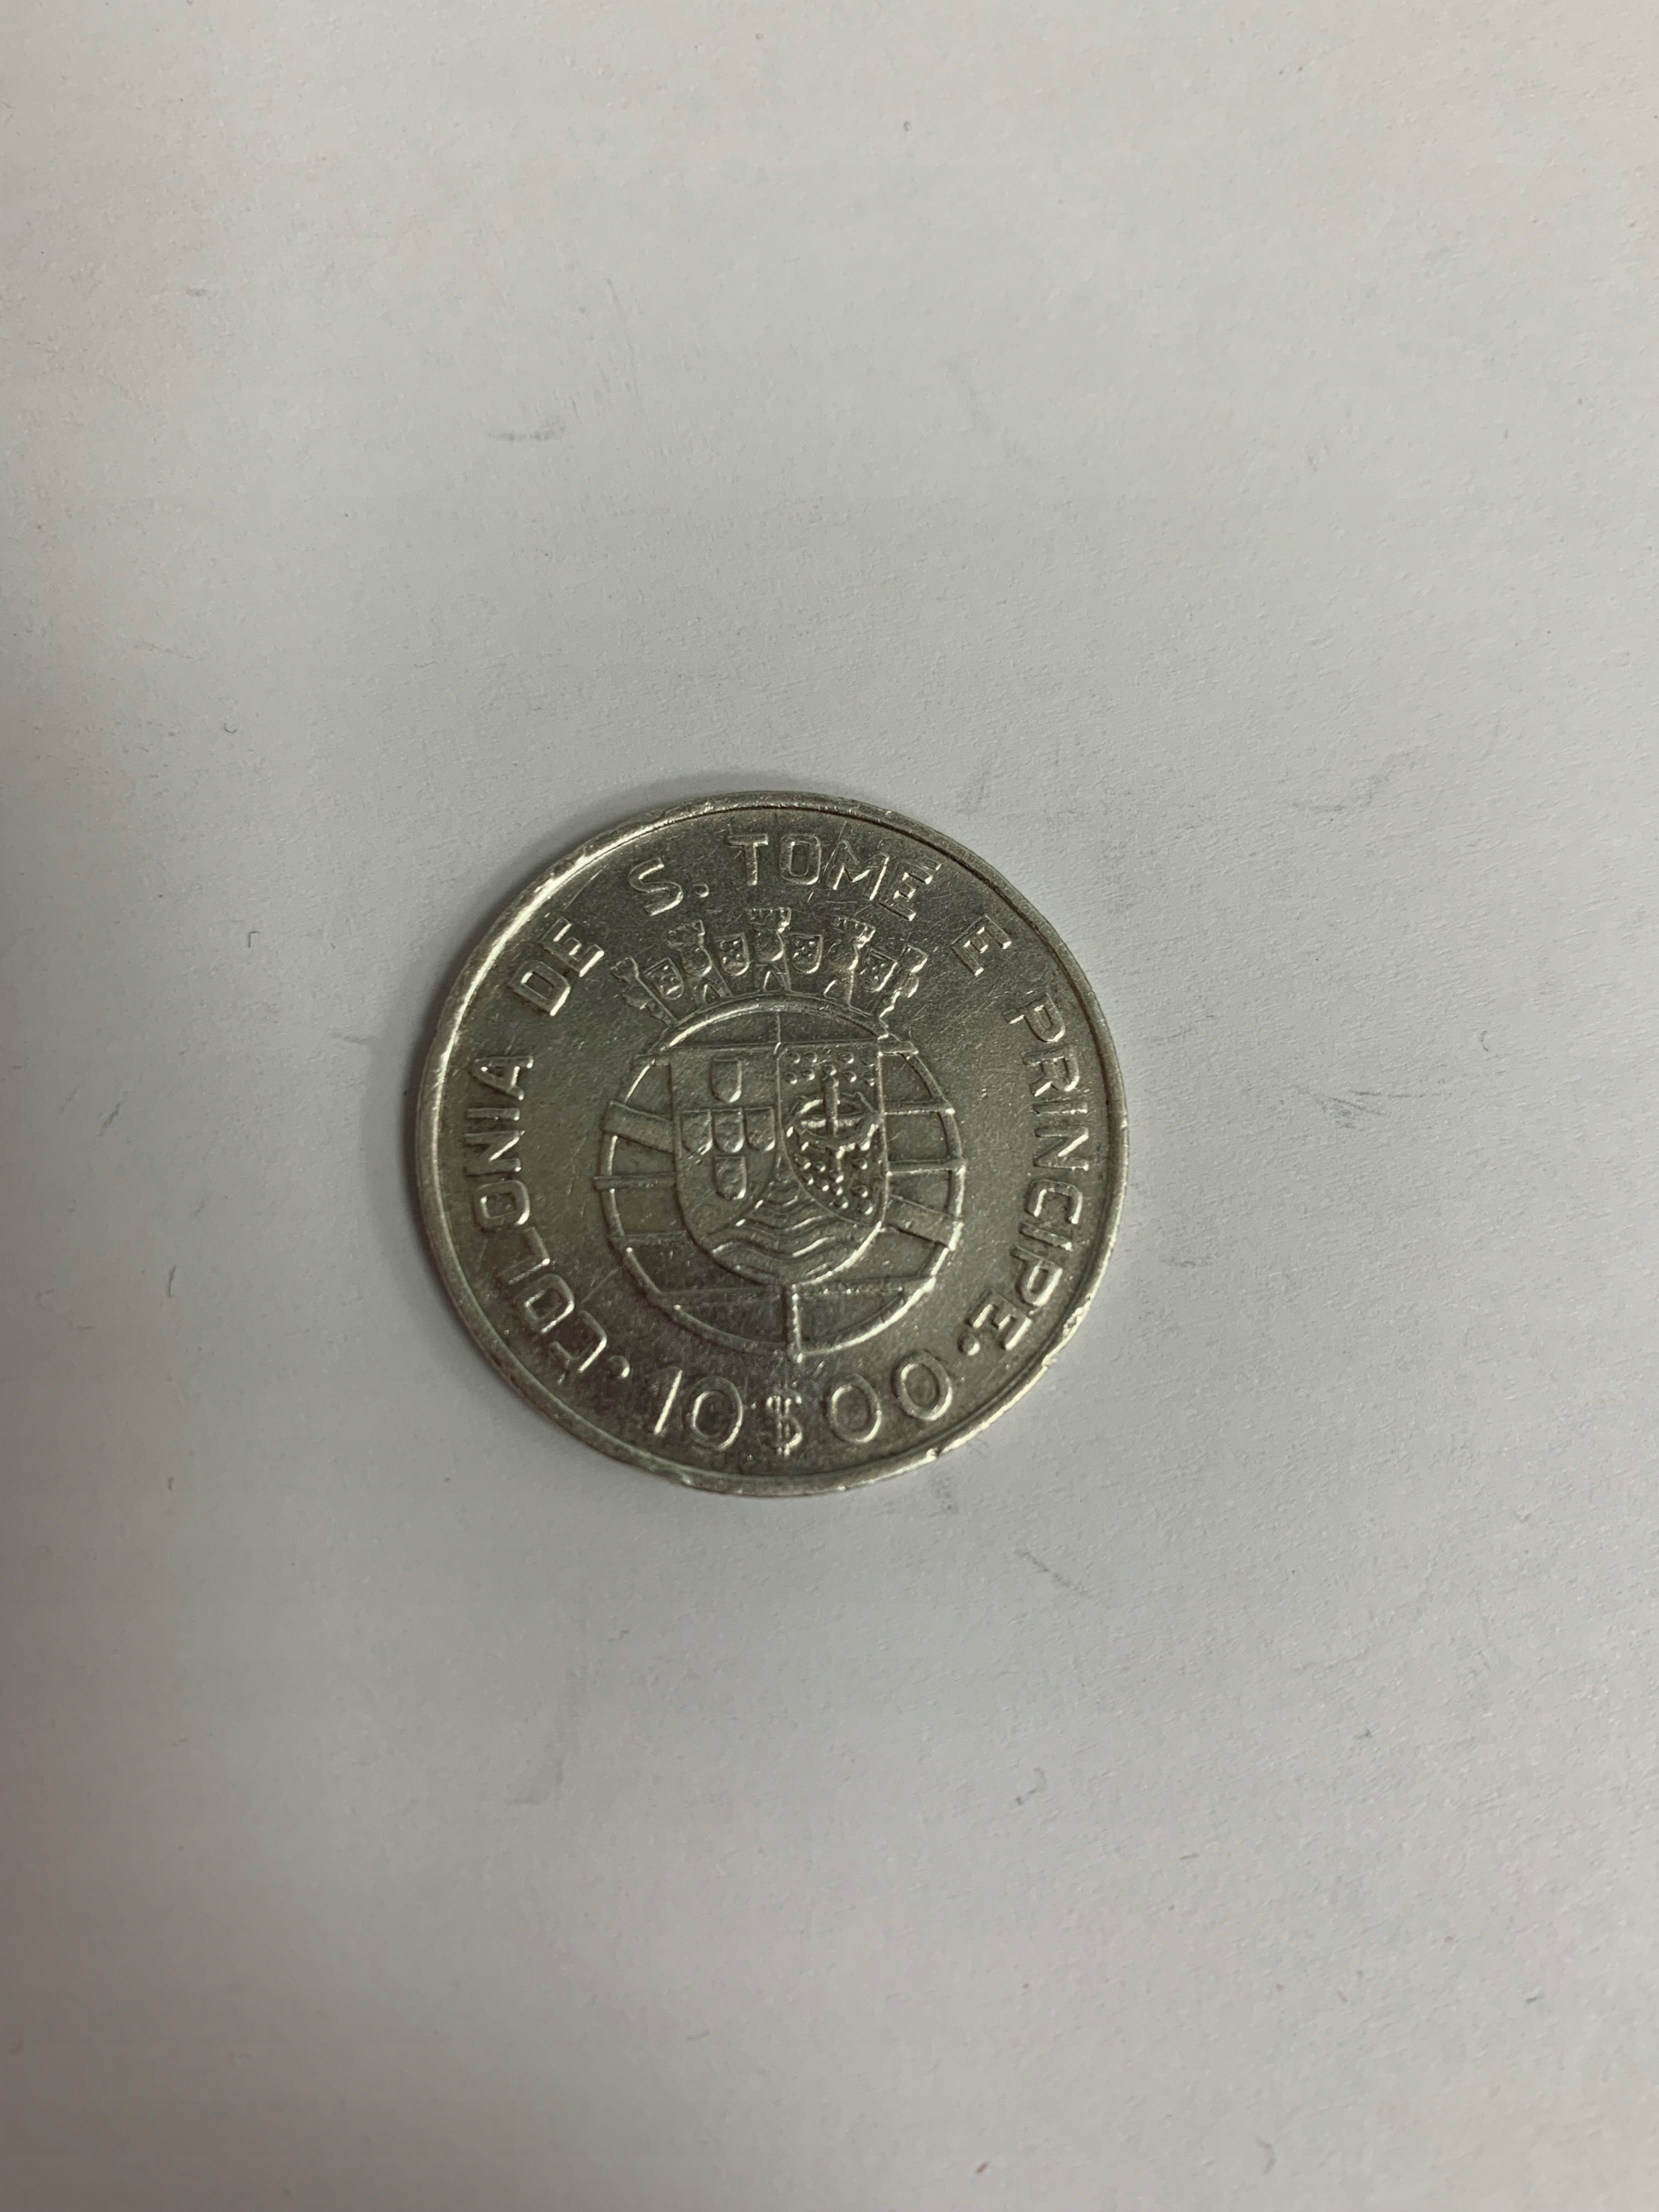 COLONIA DE S. TOME E PRINCIPE
10$00